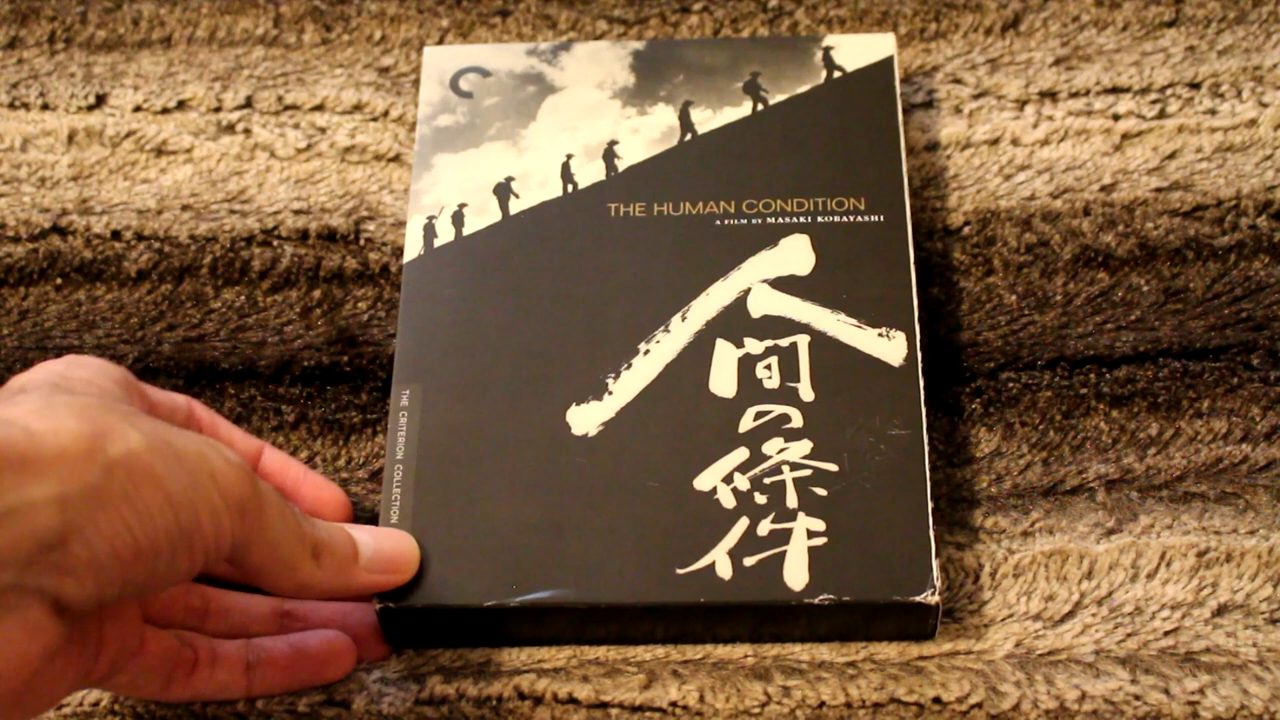 THE HUMAN CONDITION
A FILM BY MASAKI KOBAYASHI
人間の條件
THE CRITERION COLLECTION